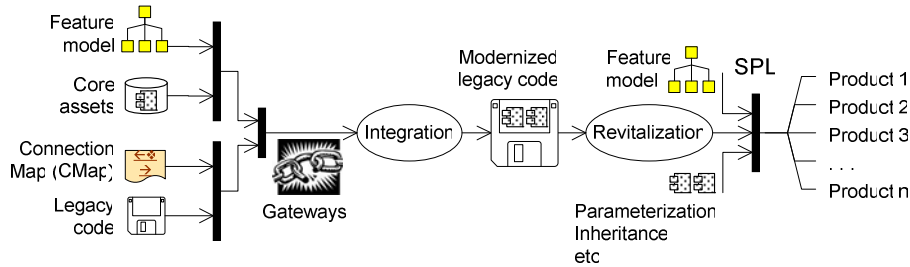 Feature
model
Core
assets
Connection
Map (CMap)
Legacy
code
Gateways
Integration
Modernized
legacy code
Feature
model
Revitalization
Parameterization
Inheritance
etc
SPL
Product 1
Product 2
Product 3
. . .
Product n